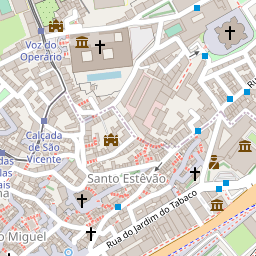 Voz do
Operário
Calçada
de São
Vicente
das
Santo Estêvão
o Miguel
Rua do Jardim do Tabaco